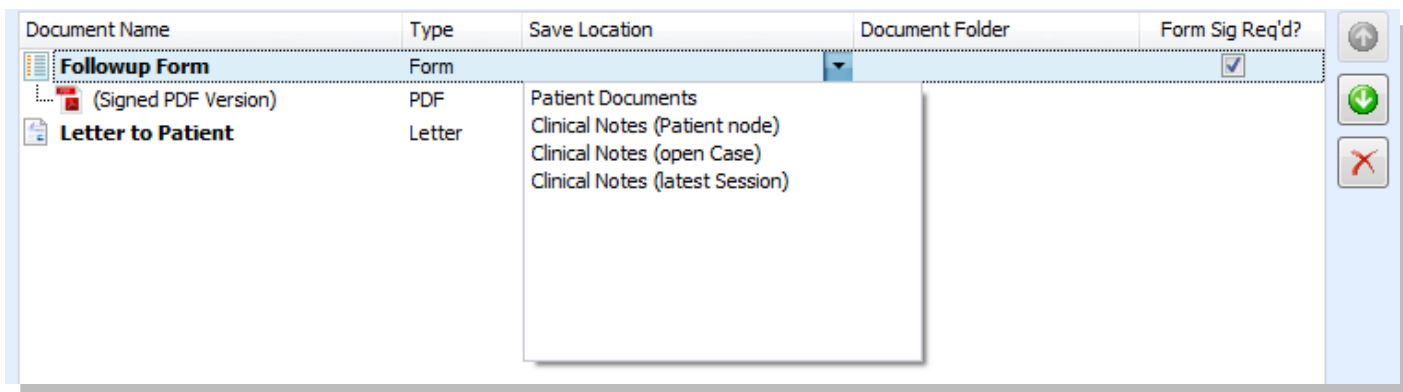 Document Name Type Save Location Document Folder Form Sig Req'd?
Followup Form Form
(Signed PDF Version) PDF
Letter to Patient Letter
Patient Documents
Clinical Notes (Patient node)
Clinical Notes (open Case)
Clinical Notes (latest Session)